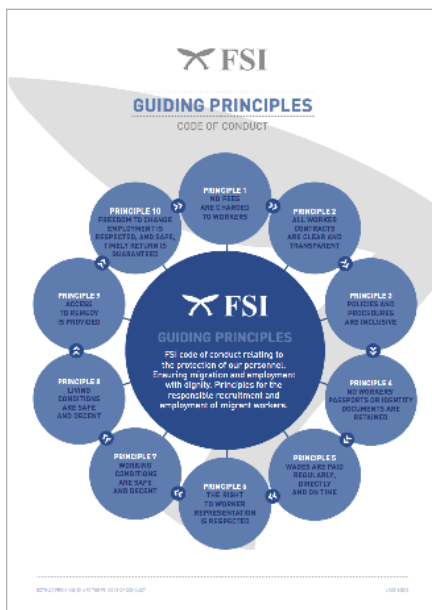 FSI
GUIDING PRINCIPLES
CODE OF CONDUCT
PRINCIPLE 1
NO FEES
ARE CHARGED
TO WORKERS
PRINCIPLE 2
ALL WORKER
CONTRACTS
ARE CLEAR AND
TRANSPARENT
PRINCIPLE 3
POLICIES AND
PROCEDURES
ARE INCLUSIVE
PRINCIPLE 4
NO WORKERS'
PASSPORTS OR IDENTITY
DOCUMENTS ARE
RETAINED
PRINCIPLE 5
WAGES ARE PAID
REGULARLY,
DIRECTLY
AND ON TIME
PRINCIPLE 6
THE RIGHT
TO WORKER
REPRESENTATION
IS RESPECTED
PRINCIPLE 7
WORKING
CONDITIONS
ARE SAFE
AND DECENT
PRINCIPLE 8
LIVING
CONDITIONS
ARE SAFE
AND DECENT
PRINCIPLE 9
ACCESS
TO REMEDY
IS PROVIDED
PRINCIPLE 10
FREEDOM TO CHANGE
EMPLOYMENT IS
RESPECTED, AND SAFE,
TIMELY RETURN IS
GUARANTEED
FSI
GUIDING PRINCIPLES
FSI code of conduct relating to
the protection of our personnel.
Ensuring migration and employment
with dignity. Principles for the
responsible recruitment and
employment of migrant workers.